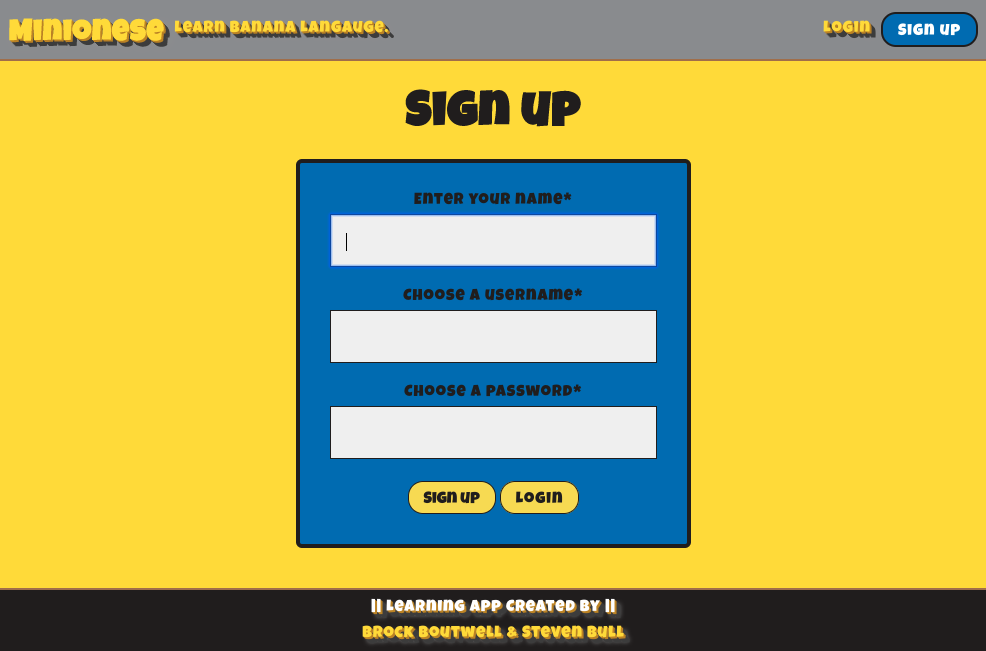 Minionese Learn Banana Langauge. Login Sign Up
Sign Up
Enter your name*
Choose a username*
Choose a password*
Sign Up Login
|| Learning App Created By ||
Brock Boutwell & Steven Bull